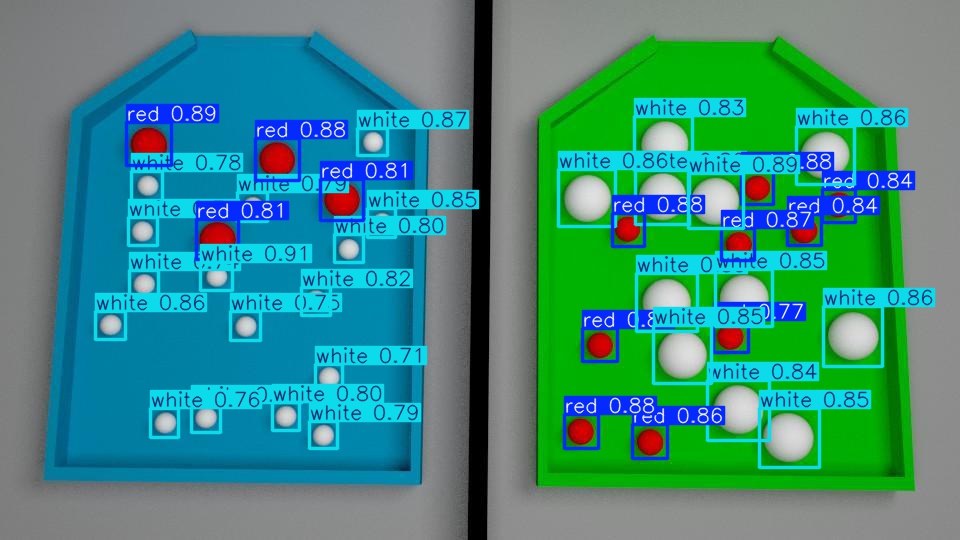 red 0.89
red 0.88
white 0.87
white 0.78
red 0.81
white 0.79
white 0.85
white
red 0.81
white 0.80
white 0.91
white
white 0.82
white 0.86
white 0.75
white 0.71
white 0.76
white 0.80
white 0.79
white 0.83
white 0.86
white 0.86
white 0.89
0.88
red 0.84
red 0.88
red 0.84
red 0.87
white
white 0.85
white 0.86
red
white 0.85
0.77
white 0.84
white 0.85
red 0.88
red 0.86